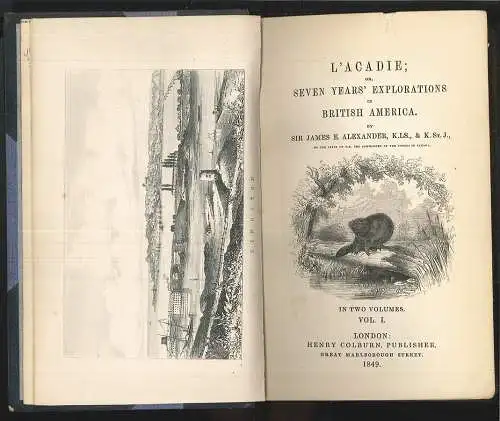 L'ACADIE;
OR,
SEVEN YEARS' EXPLORATIONS
IN
BRITISH AMERICA.
BY
SIR JAMES E. ALEXANDER, K.L.S., & K.ST.J.,
IN TWO VOLUMES.
VOL. I.
LONDON:
HENRY COLBURN, PUBLISHER,
GREAT MARLBOROUGH STREET.
1849.